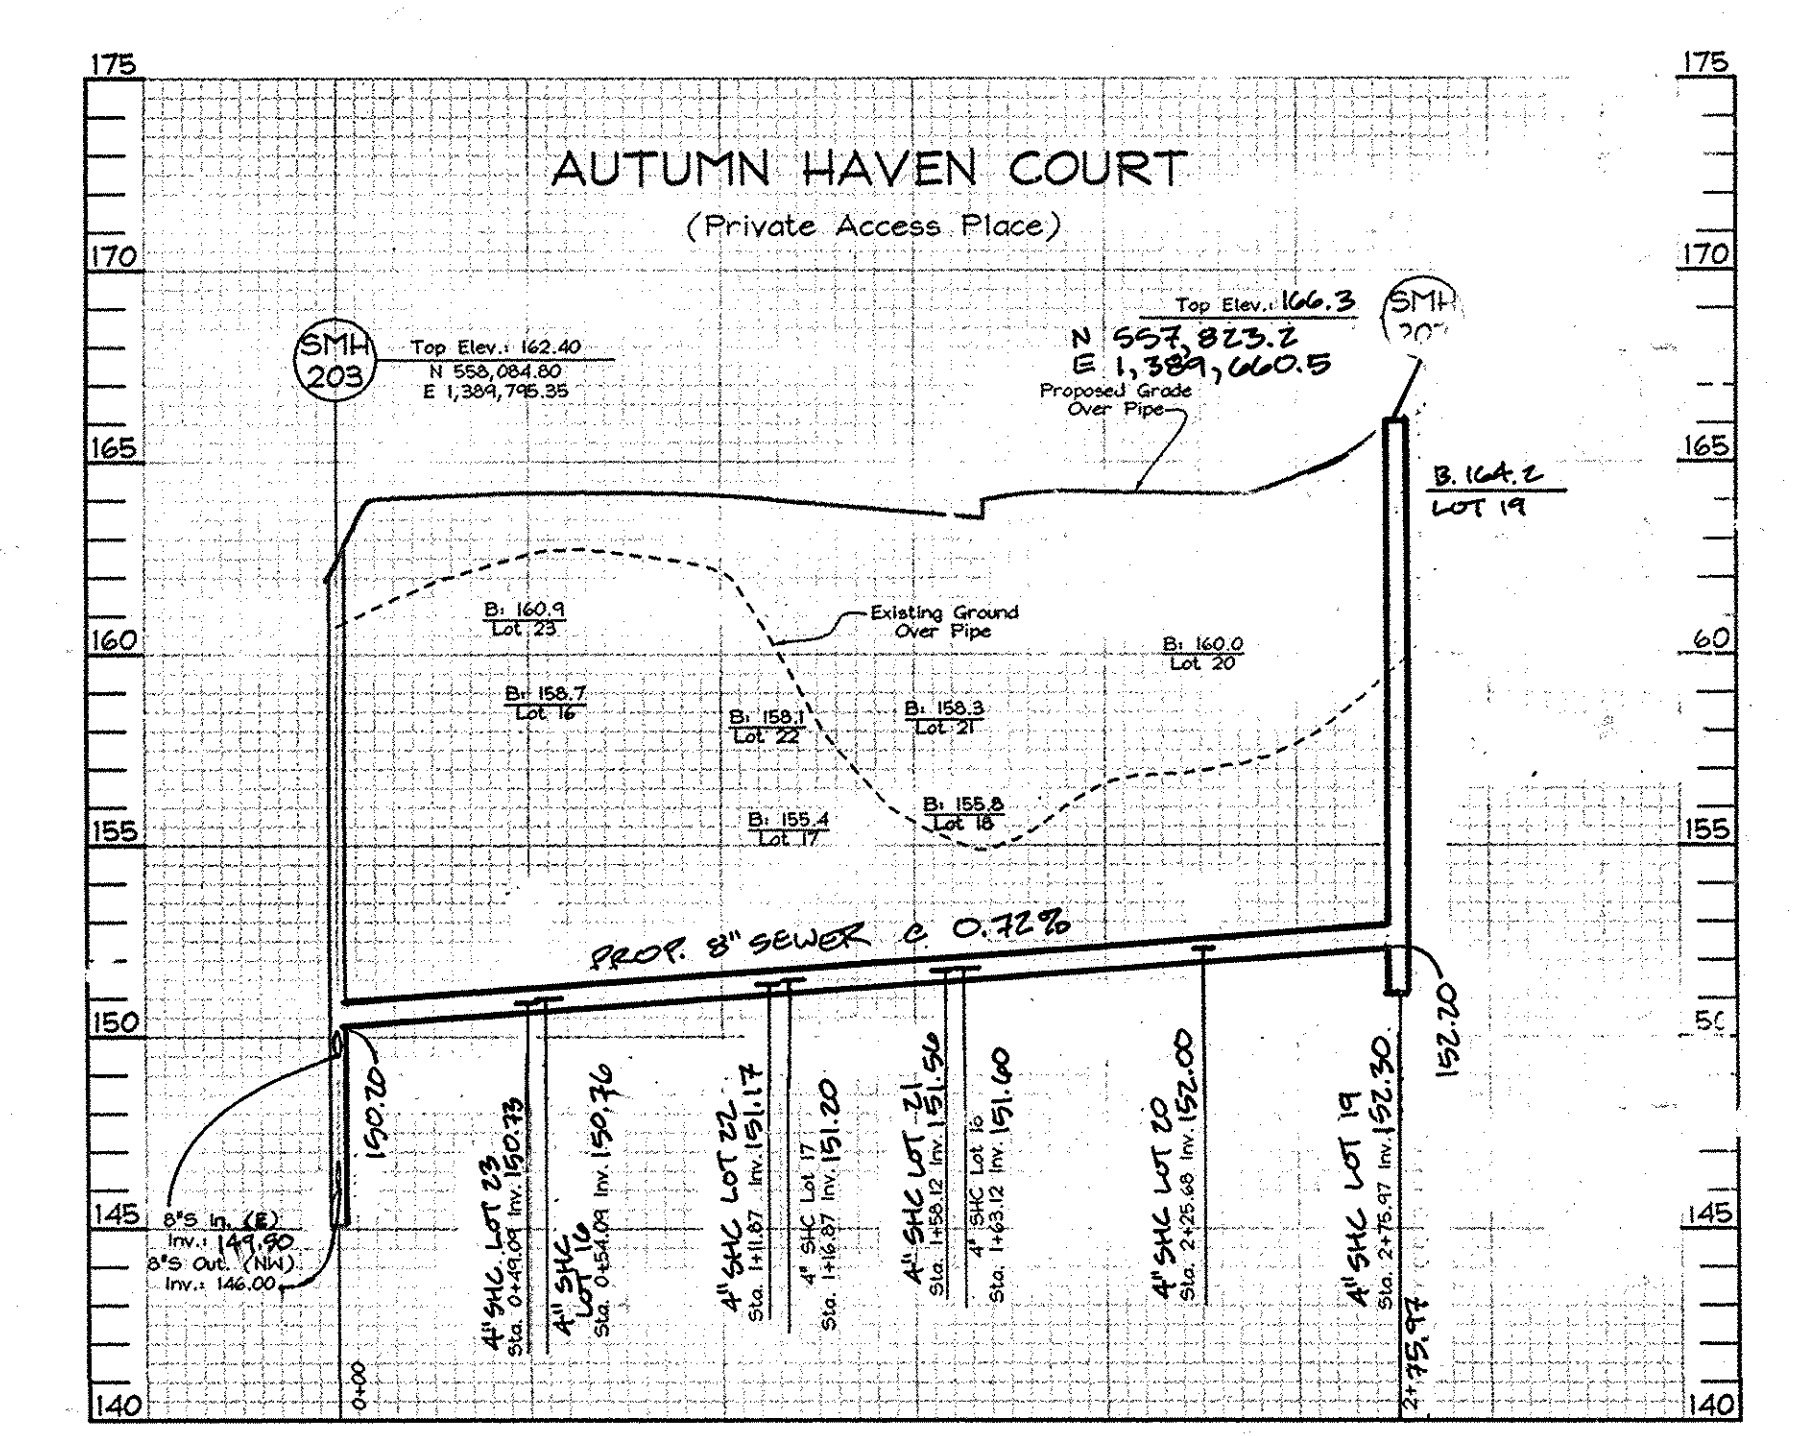 175
175
AUTUMN HAVEN COURT
(Private Access Place)
170
170
SMH
203
Top Elev.: 162.40
N 558,084.80
E 1,389,795.35
Top Elev.: 166.3
N 557,823.2
E 1,389,660.5
SMH
Proposed Grade
Over Pipe
165
165
B. 164.2
LOT 19
B: 160.9
Lot 23
Existing Ground
Over Pipe
160
60
B: 160.0
Lot 20
B: 158.7
Lot 16
B: 158.1
Lot 22
B: 158.3
Lot 21
B: 155.4
Lot 17
B: 155.8
Lot 18
155
155
PROP. 8" SEWER @ 0.72%
150
150.20
152.20
4" SHC LOT 23
Sta. 0+49.09 Inv. 150.73
4" SHC
LOT 16
Sta. 0+54.09 Inv. 150.76
4" SHC LOT 22
Sta. 1+11.87 Inv. 151.17
4" SHC Lot 17
Sta. 1+16.87 Inv. 151.20
4" SHC LOT 21
Sta. 1+58.12 Inv. 151.56
4" SHC Lot 18
Sta. 1+63.12 Inv. 151.60
4" SHC LOT 20
Sta. 2+25.68 Inv. 152.00
4" SHC LOT 19
Sta. 2+75.97 Inv. 152.30
145
145
8"S In. (E)
Inv.: 149.90
8"S Out. (NW)
Inv.: 146.00
0+00
2+75.97
140
140